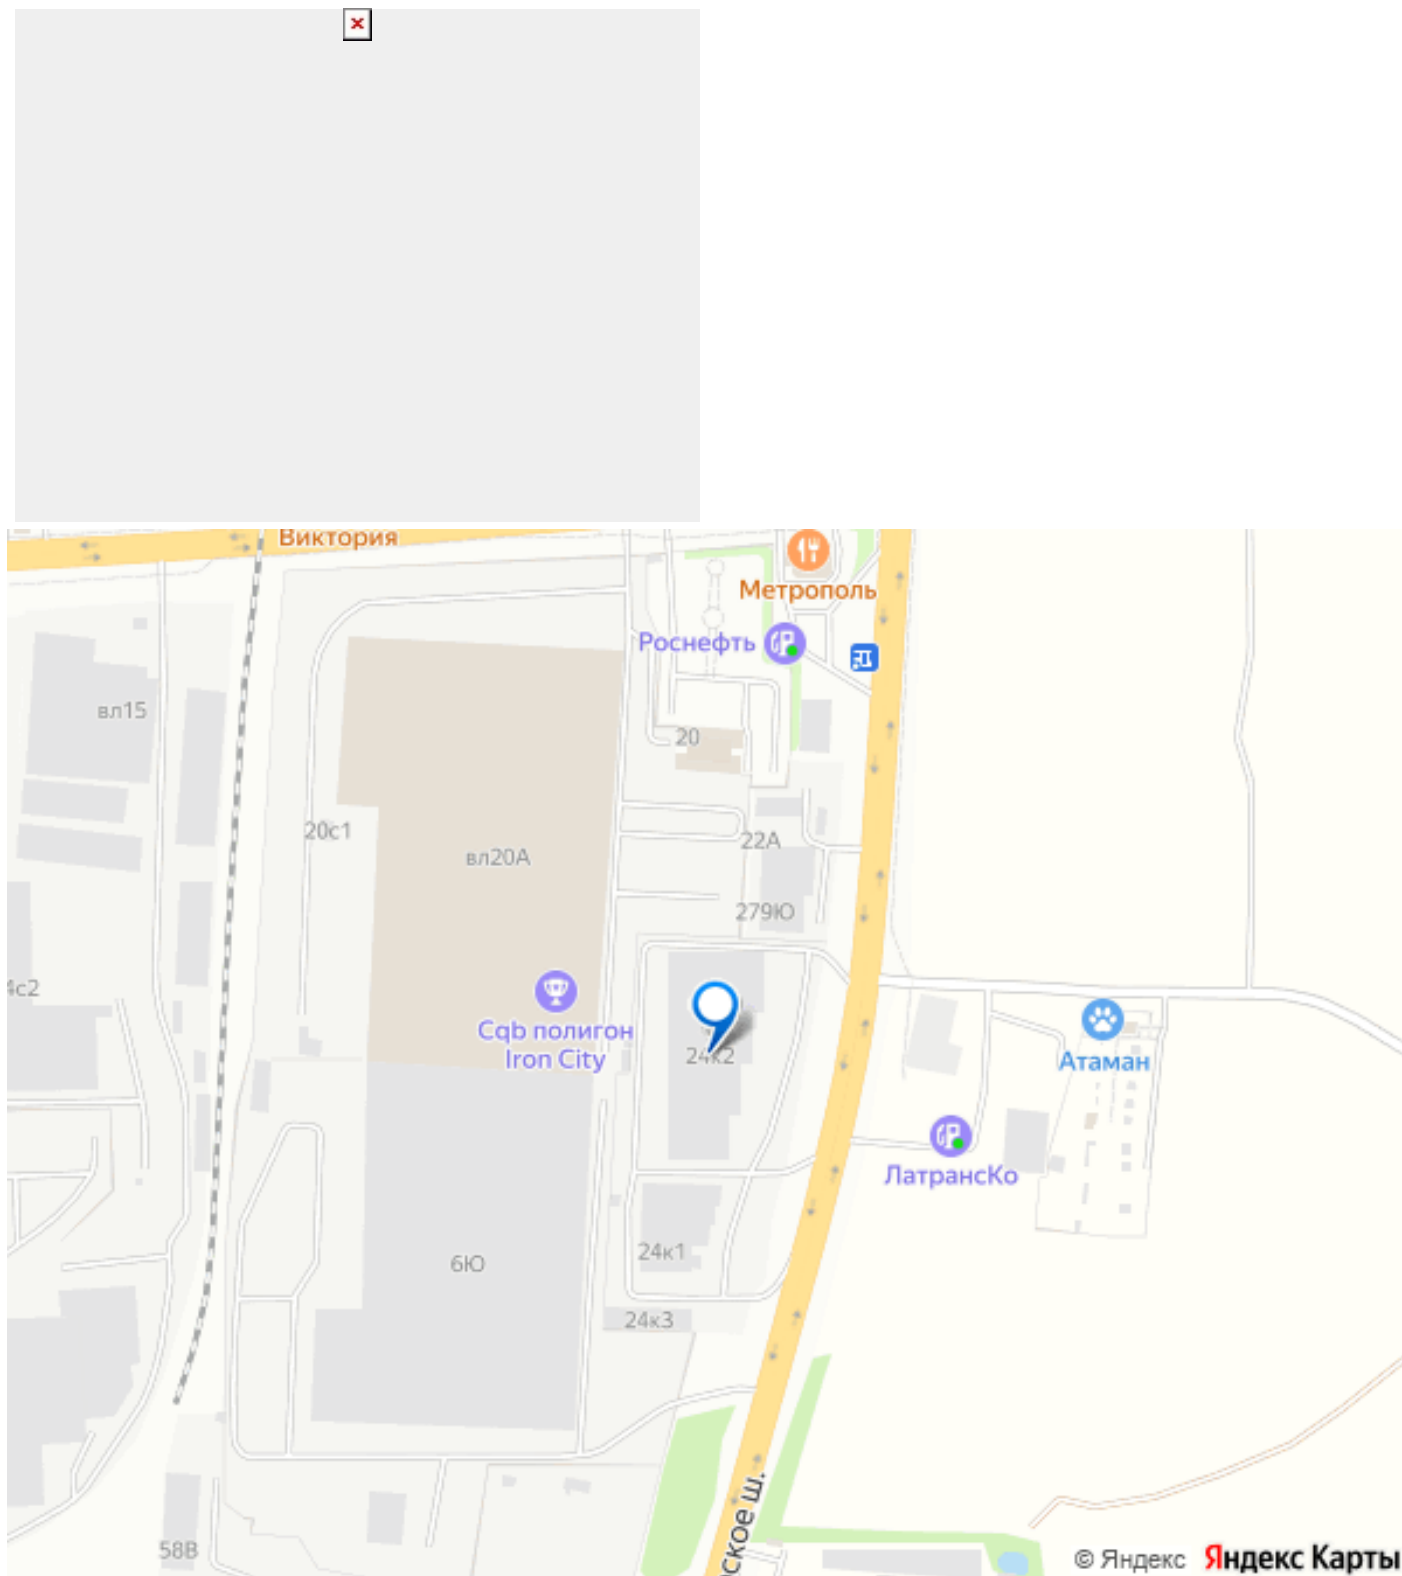 Виктория
Метрополь
Роснефть
вл15
20
20с1
22А
вл20А
279Ю
4с2
Cqb полигон
Iron City
24к2
Атаман
ЛатрансКо
24к1
6Ю
24к3
ское ш.
58В
© Яндекс Яндекс Карты